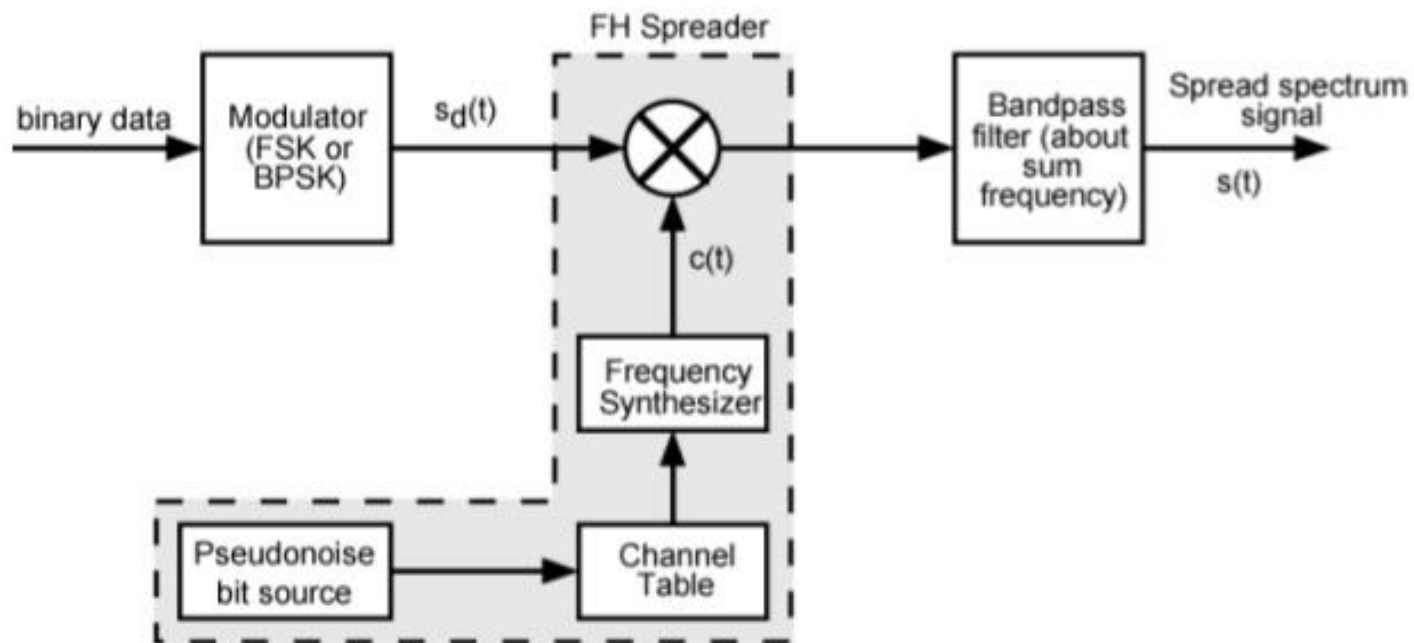 FH Spreader
binary data
Modulator
(FSK or
BPSK)
s_d(t)
Bandpass
filter (about
sum
frequency)
Spread spectrum
signal
s(t)
c(t)
Frequency
Synthesizer
Pseudonoise
bit source
Channel
Table